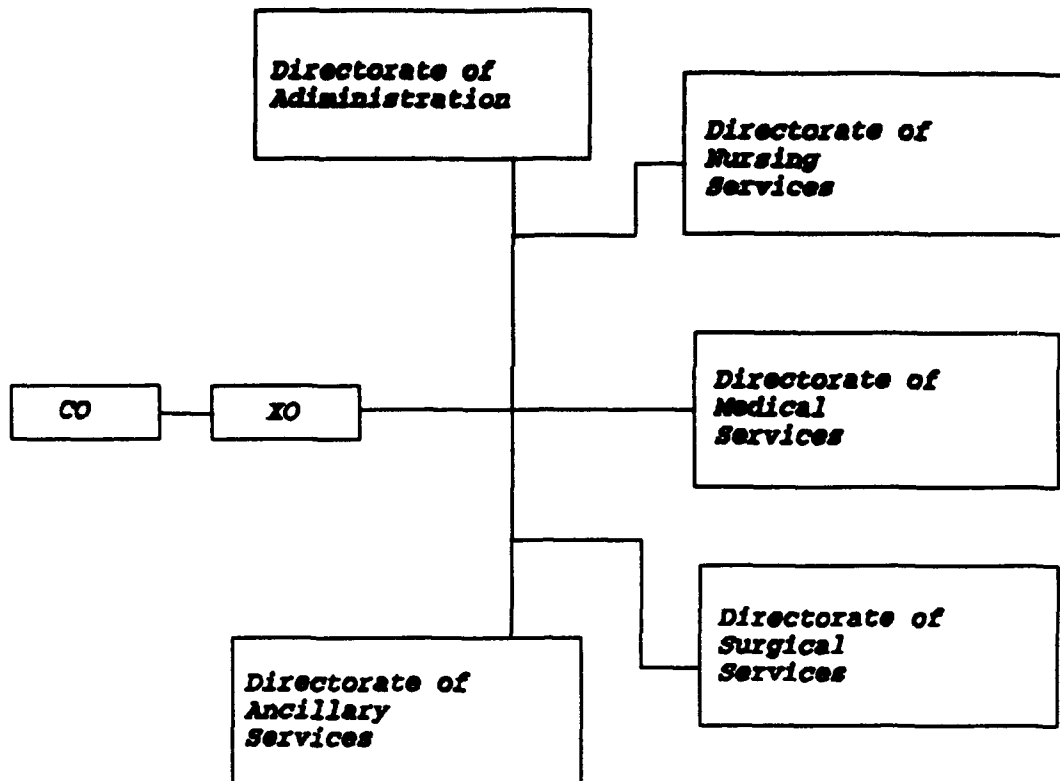 Directorate of
Adiministration
Directorate of
Nursing
Services
CO
XO
Directorate of
Medical
Services
Directorate of
Surgical
Services
Directorate of
Ancillary
Services